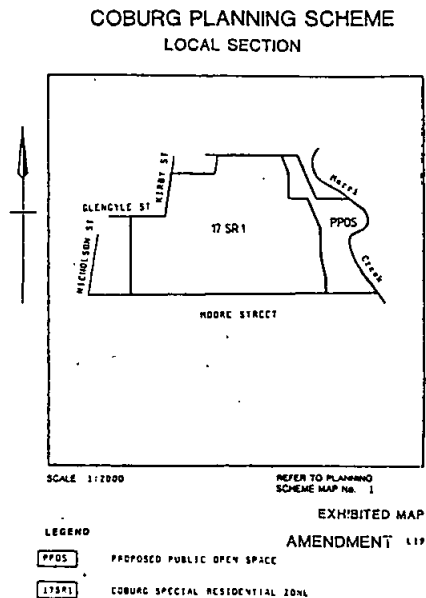 COBURG PLANNING SCHEME
LOCAL SECTION
KIRBY ST
Merri
GLENGYLE ST
17 SR1
PPOS
NICHOLSON ST
Creek
MOORE STREET
SCALE 1:2000
REFER TO PLANNING
SCHEME MAP No. 1
EXHIBITED MAP
LEGEND
AMENDMENT L19
PPOS PROPOSED PUBLIC OPEN SPACE
17SR1 COBURG SPECIAL RESIDENTIAL ZONE